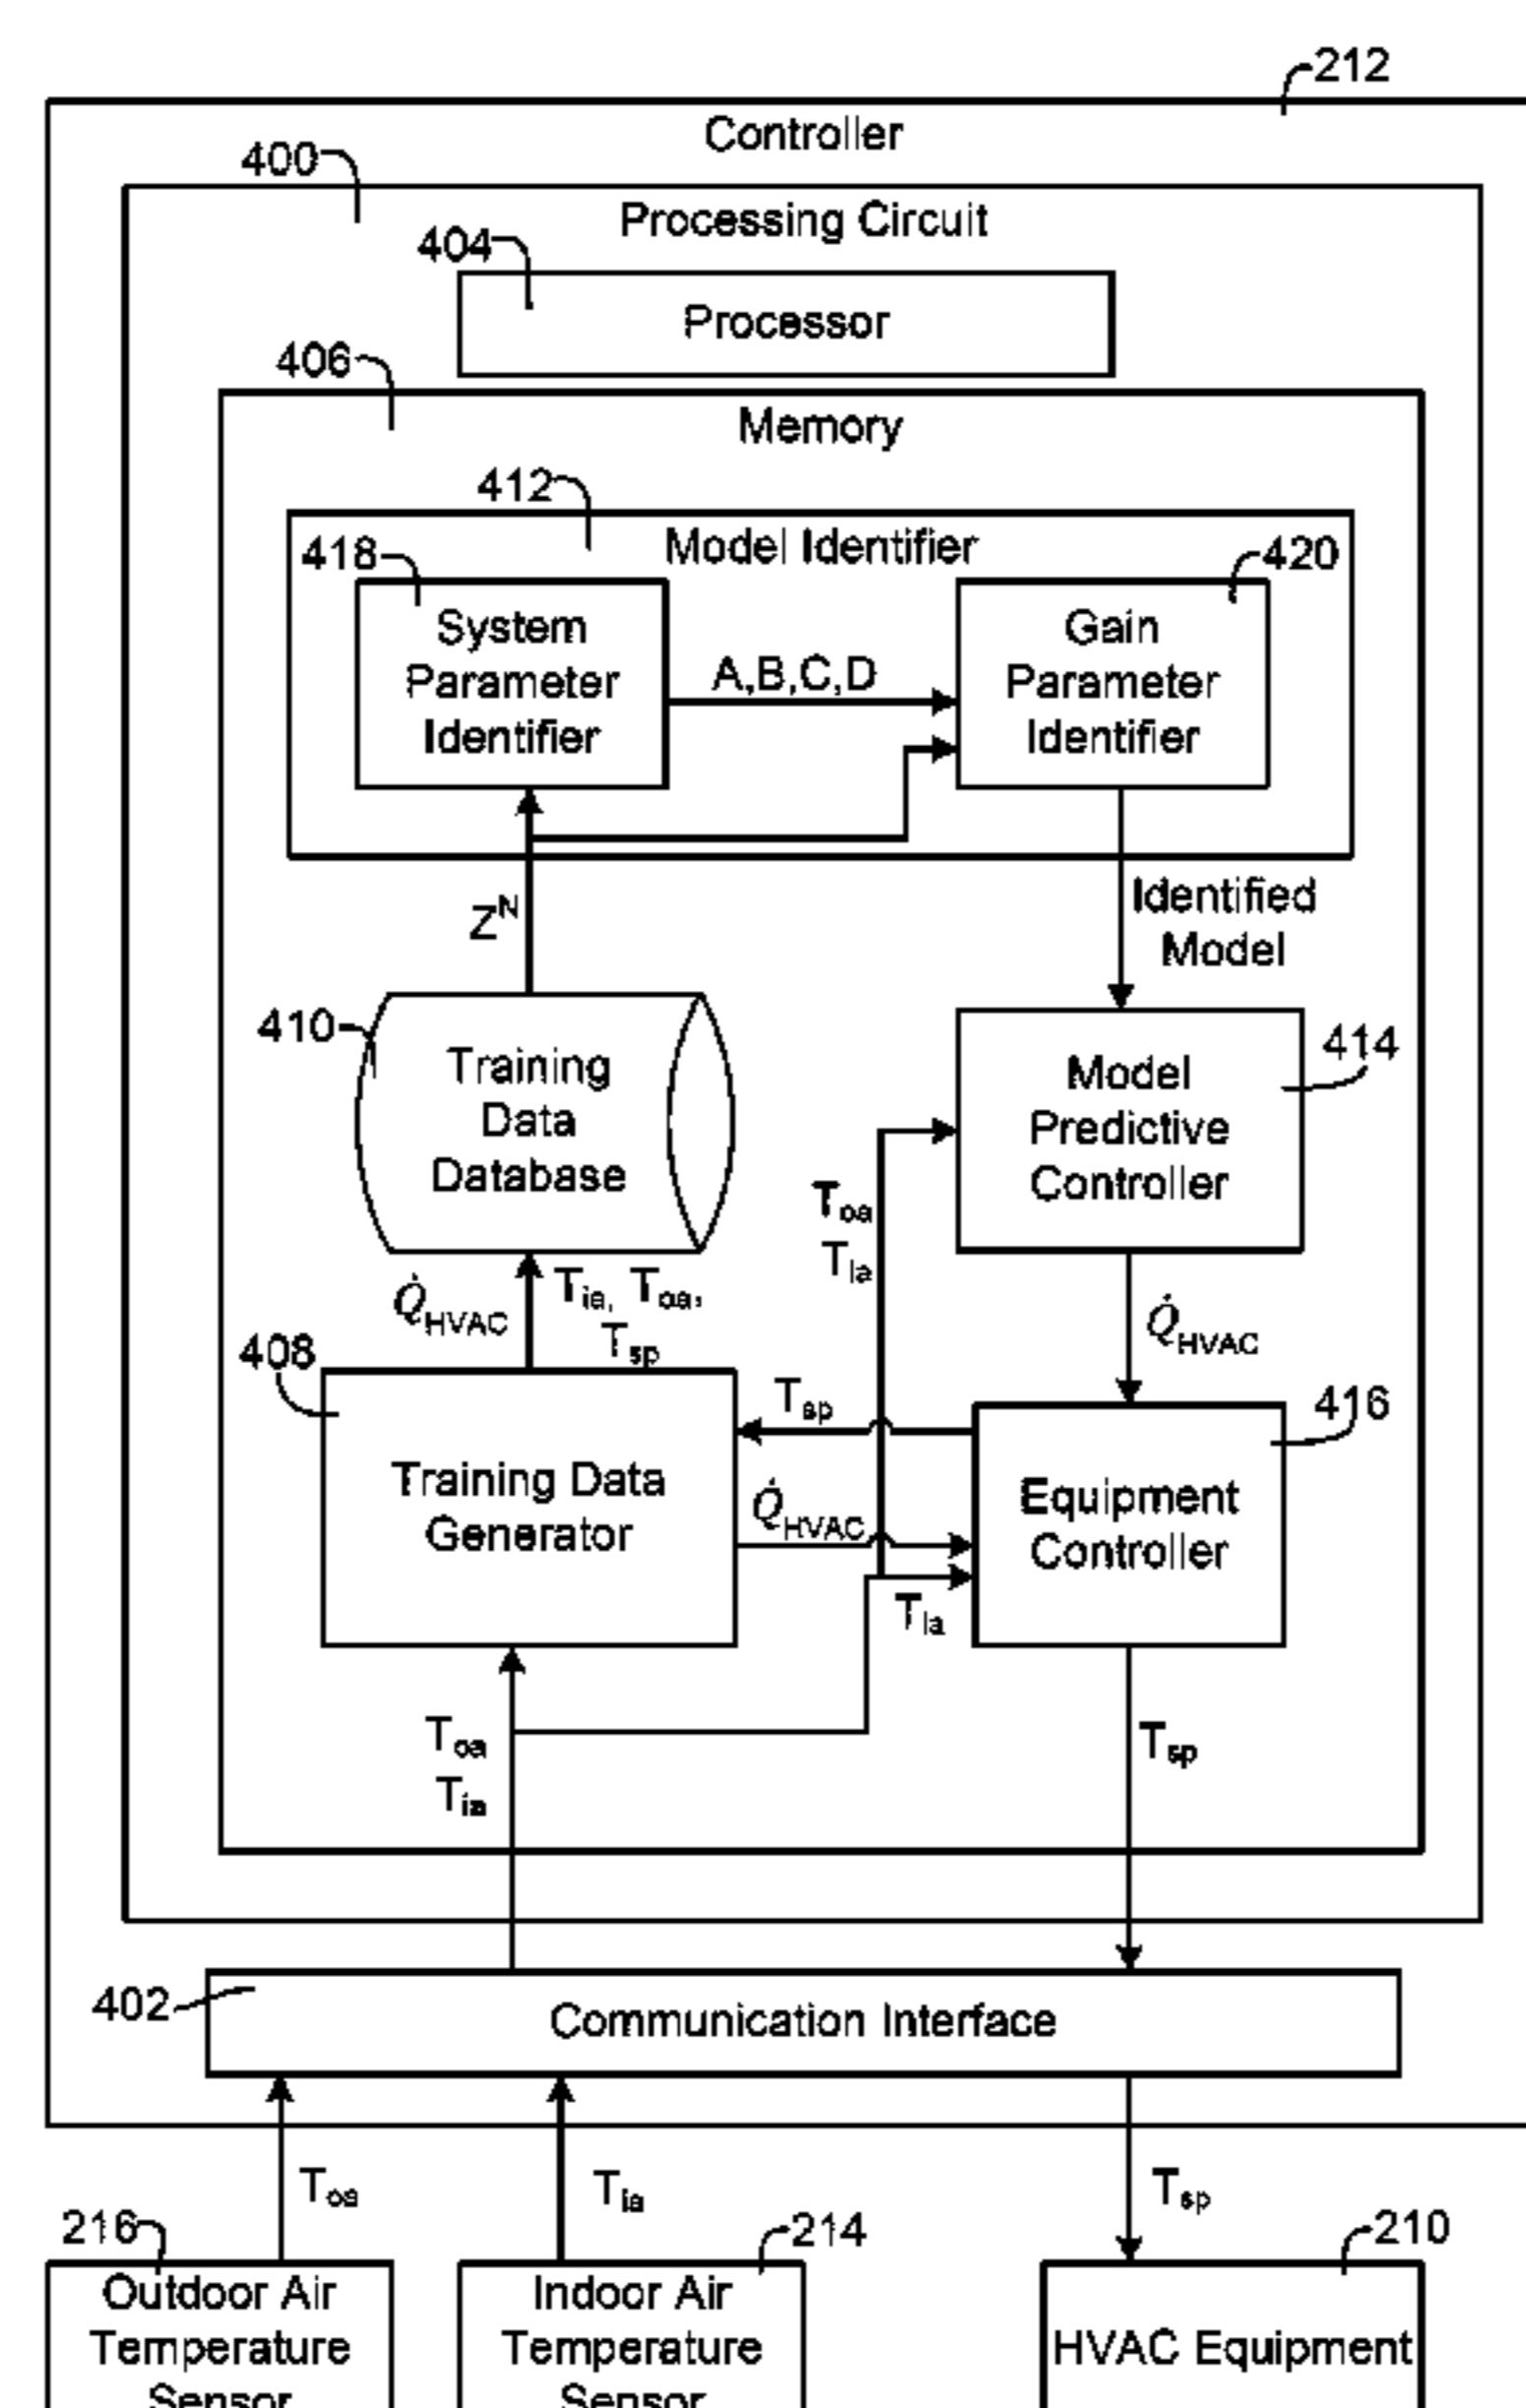 212
Controller
400
Processing Circuit
404
Processor
406
Memory
412
Model Identifier
418
420
System
Parameter
Identifier
A,B,C,D
Gain
Parameter
Identifier
Z^N
Identified
Model
410
Training
Data
Database
414
Model
Predictive
Controller
T_oa
T_ia
Q̇_HVAC
T_ia, T_oa,
T_sp
Q̇_HVAC
408
416
T_sp
Training Data
Generator
Q̇_HVAC
Equipment
Controller
T_ia
T_oa
T_ia
T_sp
402
Communication Interface
T_oa
T_ia
T_sp
216
214
210
Outdoor Air
Temperature
Sensor
Indoor Air
Temperature
Sensor
HVAC Equipment